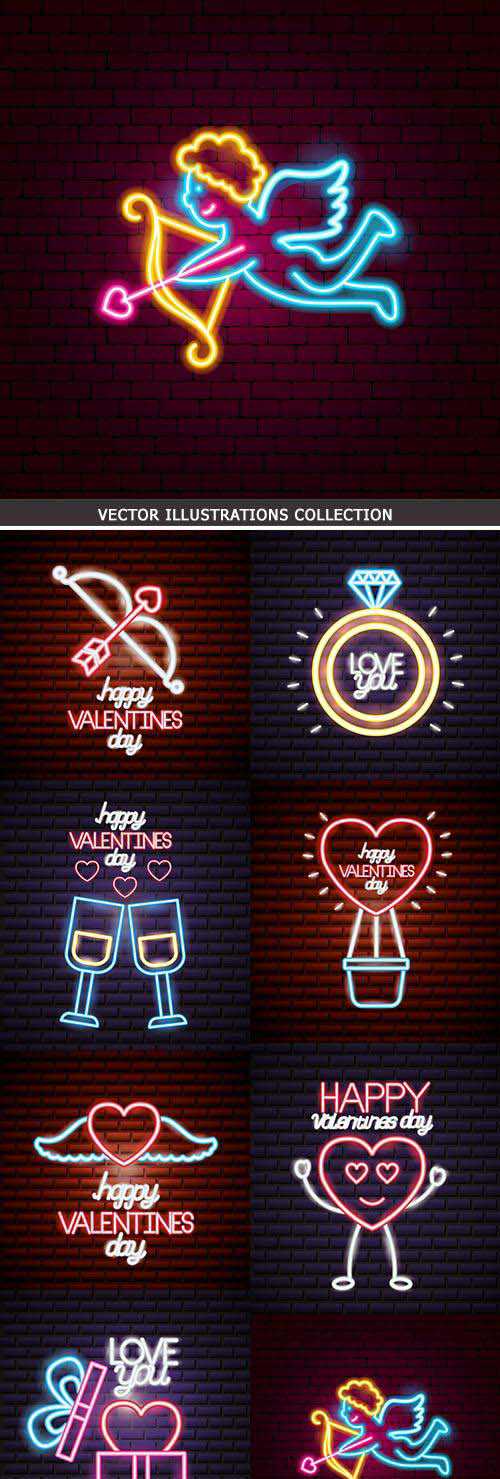 VECTOR ILLUSTRATIONS COLLECTION
happy
VALENTINES
day
LOVE
you
happy
VALENTINES
day
happy
VALENTINES
day
happy
VALENTINES
day
HAPPY
Valentines day
LOVE
you